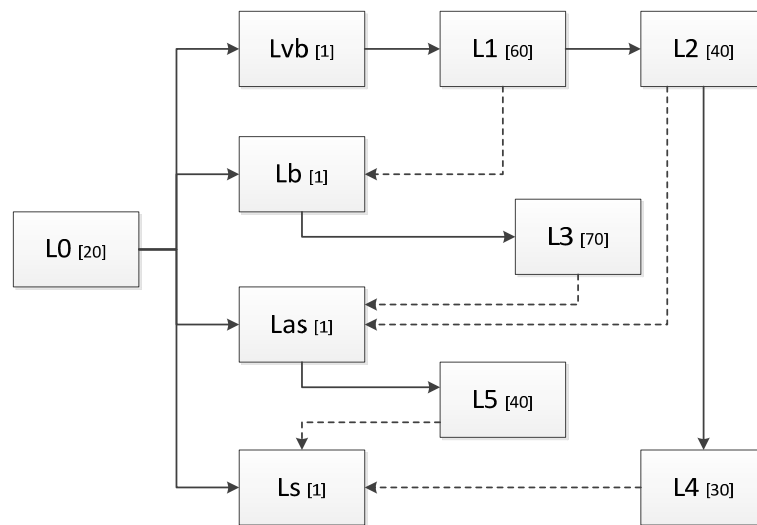 Lvb [1]
L1 [60]
L2 [40]
Lb [1]
L0 [20]
L3 [70]
Las [1]
L5 [40]
Ls [1]
L4 [30]